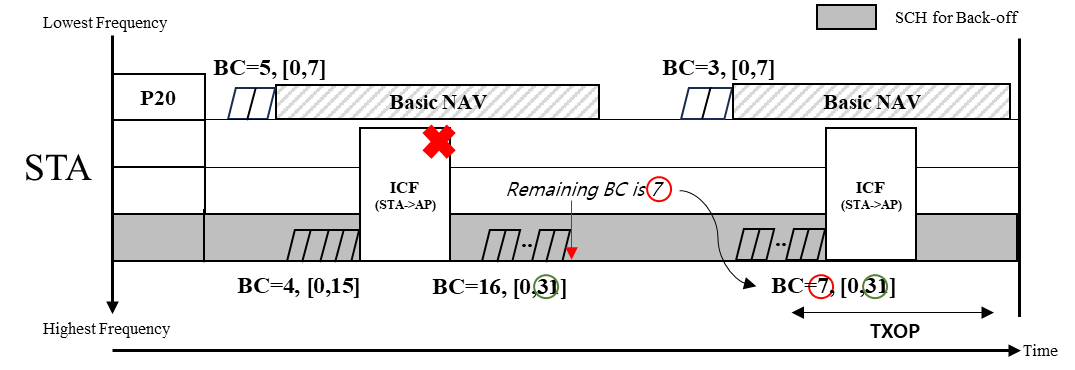 Lowest Frequency
SCH for Back-off
BC=5, [0,7]
BC=3, [0,7]
P20
Basic NAV
Basic NAV
STA
ICF
(STA->AP)
Remaining BC is 7
ICF
(STA->AP)
BC=4, [0,15]
BC=16, [0,31]
BC=7, [0,31]
Highest Frequency
TXOP
Time